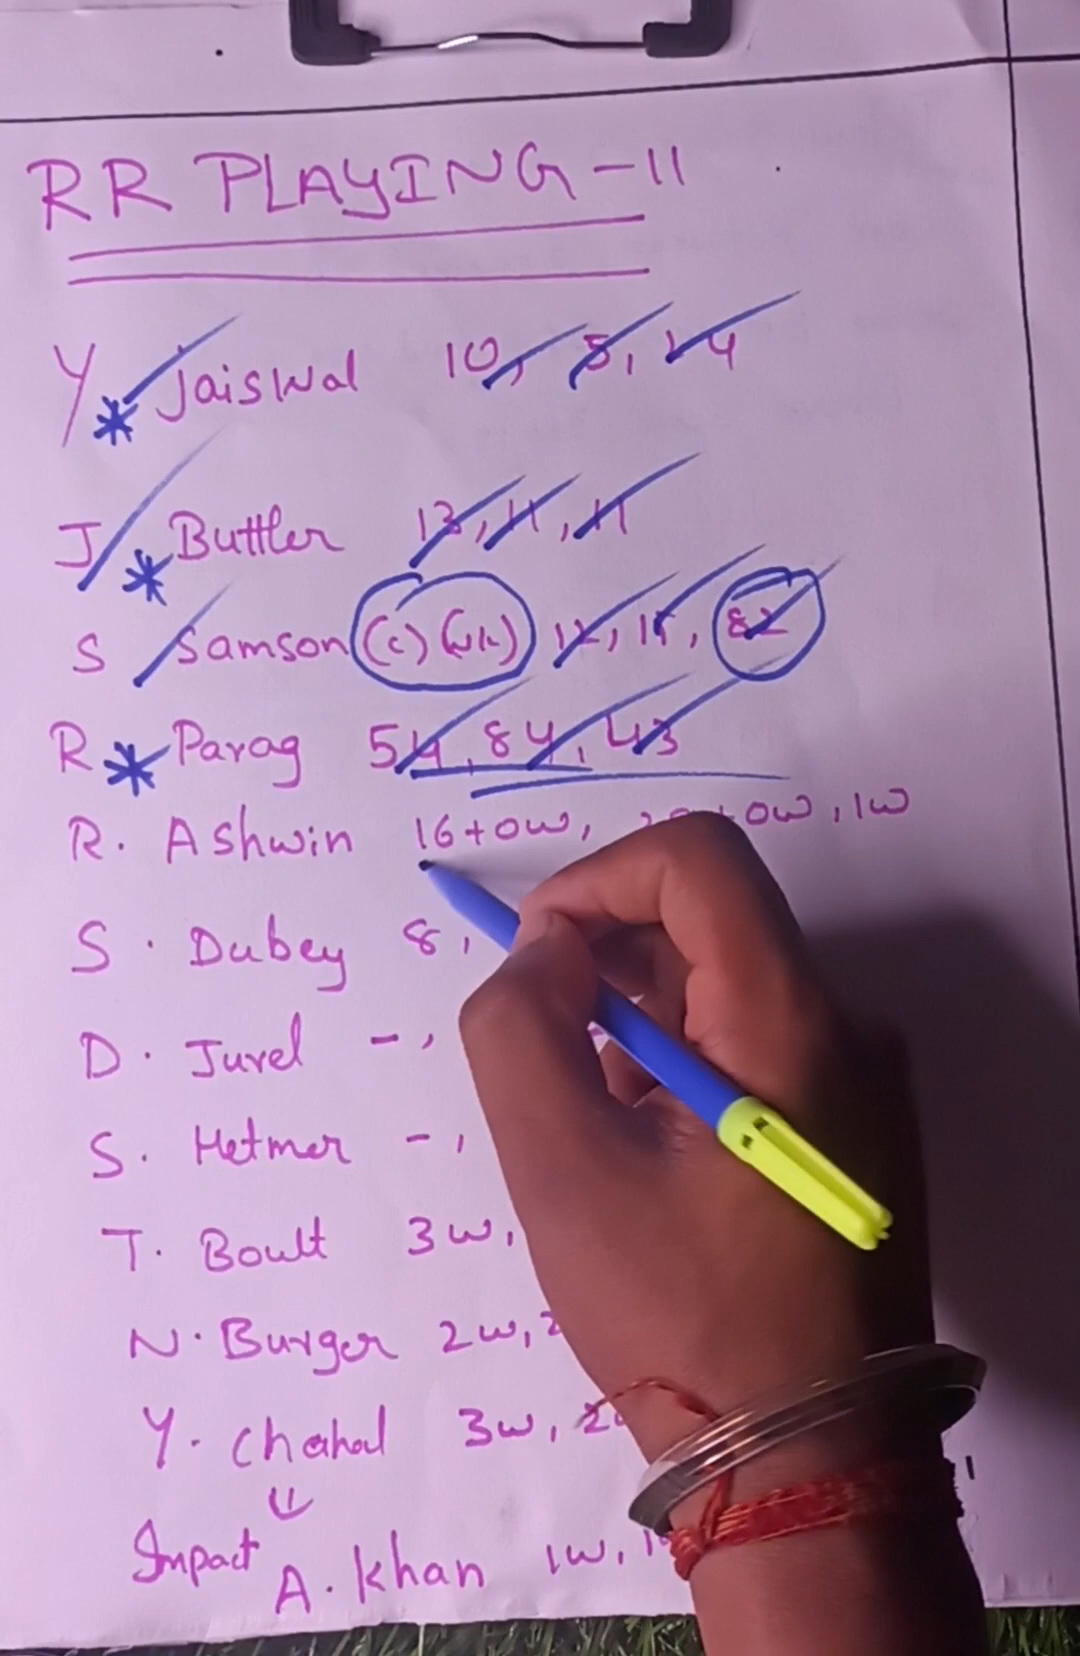 RR PLAYING-11
Y Jaiswal 10, 5, 24
J Buttler 13, 11, 11
S Samson (c) (wk) 12, 15, 82
R Parag 54, 84, 43
R. Ashwin 16+0w, +0w, 1w
S. Dubey 8,
D. Jurel -,
S. Hetmer -,
T. Boult 3w,
N. Burger 2w,
Y. Chahal 3w,
Impact A. Khan 1w,